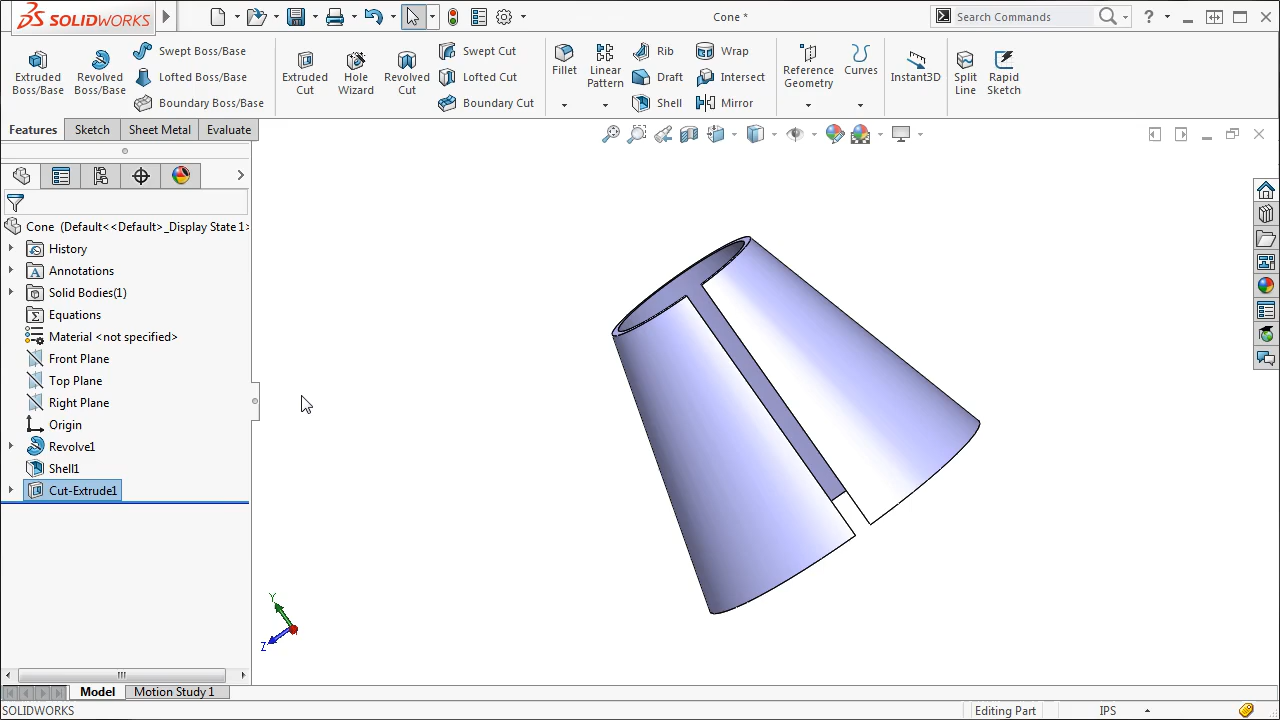 SOLIDWORKS
Cone *
Search Commands
?
Extruded
Boss/Base
Revolved
Boss/Base
Swept Boss/Base
Lofted Boss/Base
Boundary Boss/Base
Extruded
Cut
Hole
Wizard
Revolved
Cut
Swept Cut
Lofted Cut
Boundary Cut
Fillet
Linear
Pattern
Rib
Draft
Shell
Wrap
Intersect
Mirror
Reference
Geometry
Curves
Instant3D
Split
Line
Rapid
Sketch
Features
Sketch
Sheet Metal
Evaluate
Cone (Default<<Default>_Display State 1>
History
Annotations
Solid Bodies(1)
Equations
Material <not specified>
Front Plane
Top Plane
Right Plane
Origin
Revolve1
Shell1
Cut-Extrude1
Y
Z
Model
Motion Study 1
SOLIDWORKS
Editing Part
IPS